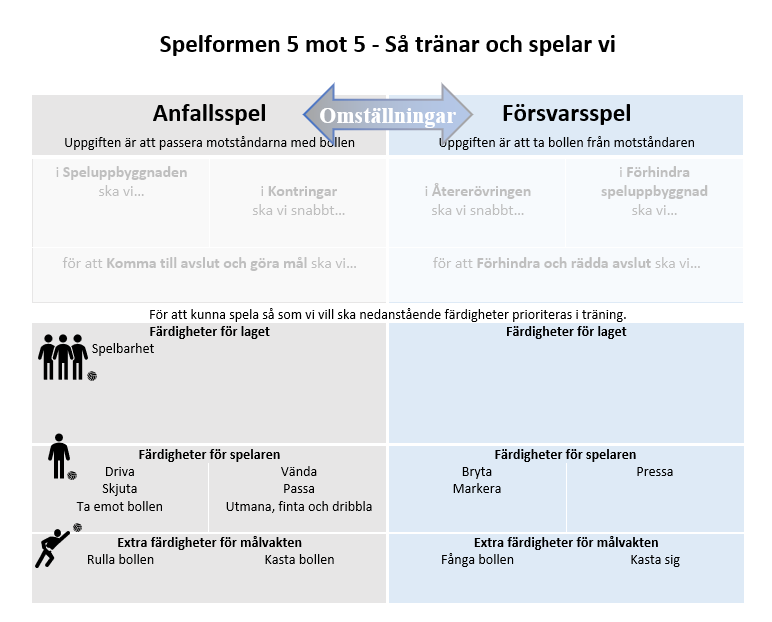 Spelformen 5 mot 5 - Så tränar och spelar vi
Anfallsspel
Omställningar
Försvarsspel
Uppgiften är att passera motståndarna med bollen
Uppgiften är att ta bollen från motståndaren
i Speluppbyggnaden
ska vi...
i Kontringar
ska vi snabbt...
i Återerövringen
ska vi snabbt...
i Förhindra
speluppbyggnad
ska vi...
för att Komma till avslut och göra mål ska vi...
för att Förhindra och rädda avslut ska vi...
För att kunna spela så som vi vill ska nedanstående färdigheter prioriteras i träning.
Färdigheter för laget
Spelbarhet
Färdigheter för laget
Färdigheter för spelaren
Driva
Skjuta
Ta emot bollen
Vända
Passa
Utmana, finta och dribbla
Färdigheter för spelaren
Bryta
Markera
Pressa
Extra färdigheter för målvakten
Rulla bollen
Kasta bollen
Extra färdigheter för målvakten
Fånga bollen
Kasta sig